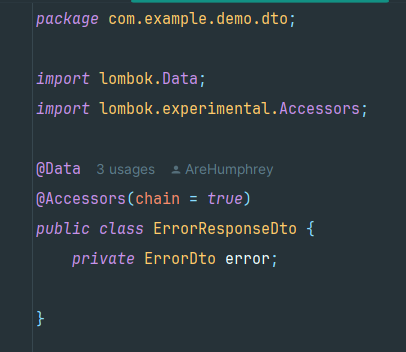 package com.example.demo.dto;
import lombok.Data;
import lombok.experimental.Accessors;
@Data 3 usages AreHumphrey
@Accessors(chain = true)
public class ErrorResponseDto {
private ErrorDto error;
}